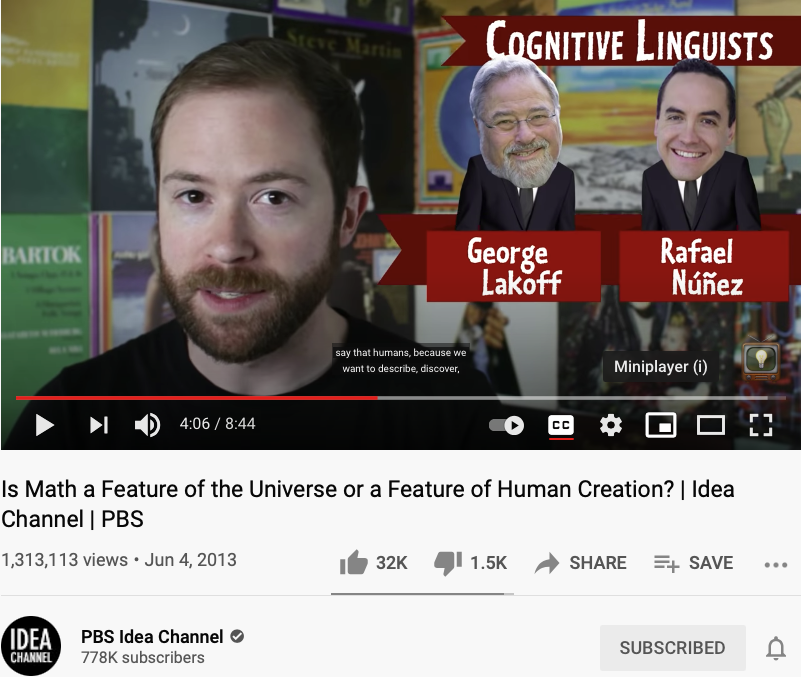 Steve Martin
COGNITIVE LINGUISTS
BARTOK
George
Lakoff
Rafael
Núñez
say that humans, because we
want to describe, discover,
Miniplayer (i)
4:06 / 8:44
CC
Is Math a Feature of the Universe or a Feature of Human Creation? | Idea
Channel | PBS
1,313,113 views • Jun 4, 2013
32K
1.5K
SHARE
SAVE
IDEA
CHANNEL
PBS Idea Channel
778K subscribers
SUBSCRIBED